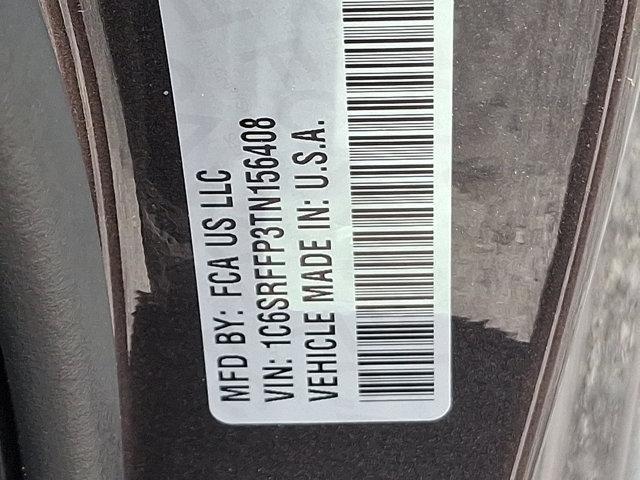 MFD BY: FCA US LLC
VIN: 1C6SRFFP3TN156408
VEHICLE MADE IN: U.S.A.